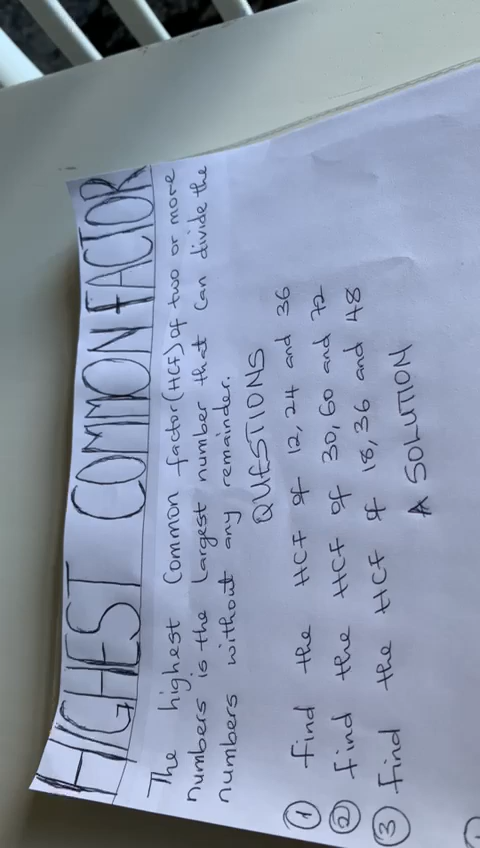 HIGHEST COMMON FACTOR
The highest Common factor (HCF) of two or more
numbers is the largest number that can divide the
numbers without any remainder.
QUESTIONS
① find the HCF of 12, 24 and 36
② find the HCF of 30, 60 and 72
③ find the HCF of 18, 36 and 48
A SOLUTION